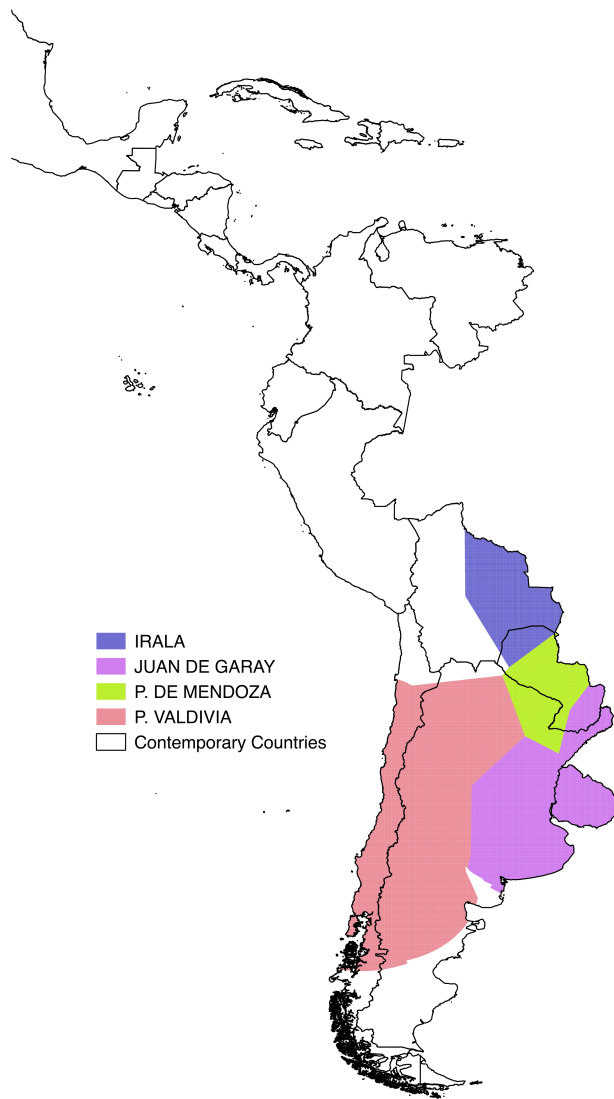 IRALA
JUAN DE GARAY
P. DE MENDOZA
P. VALDIVIA
Contemporary Countries